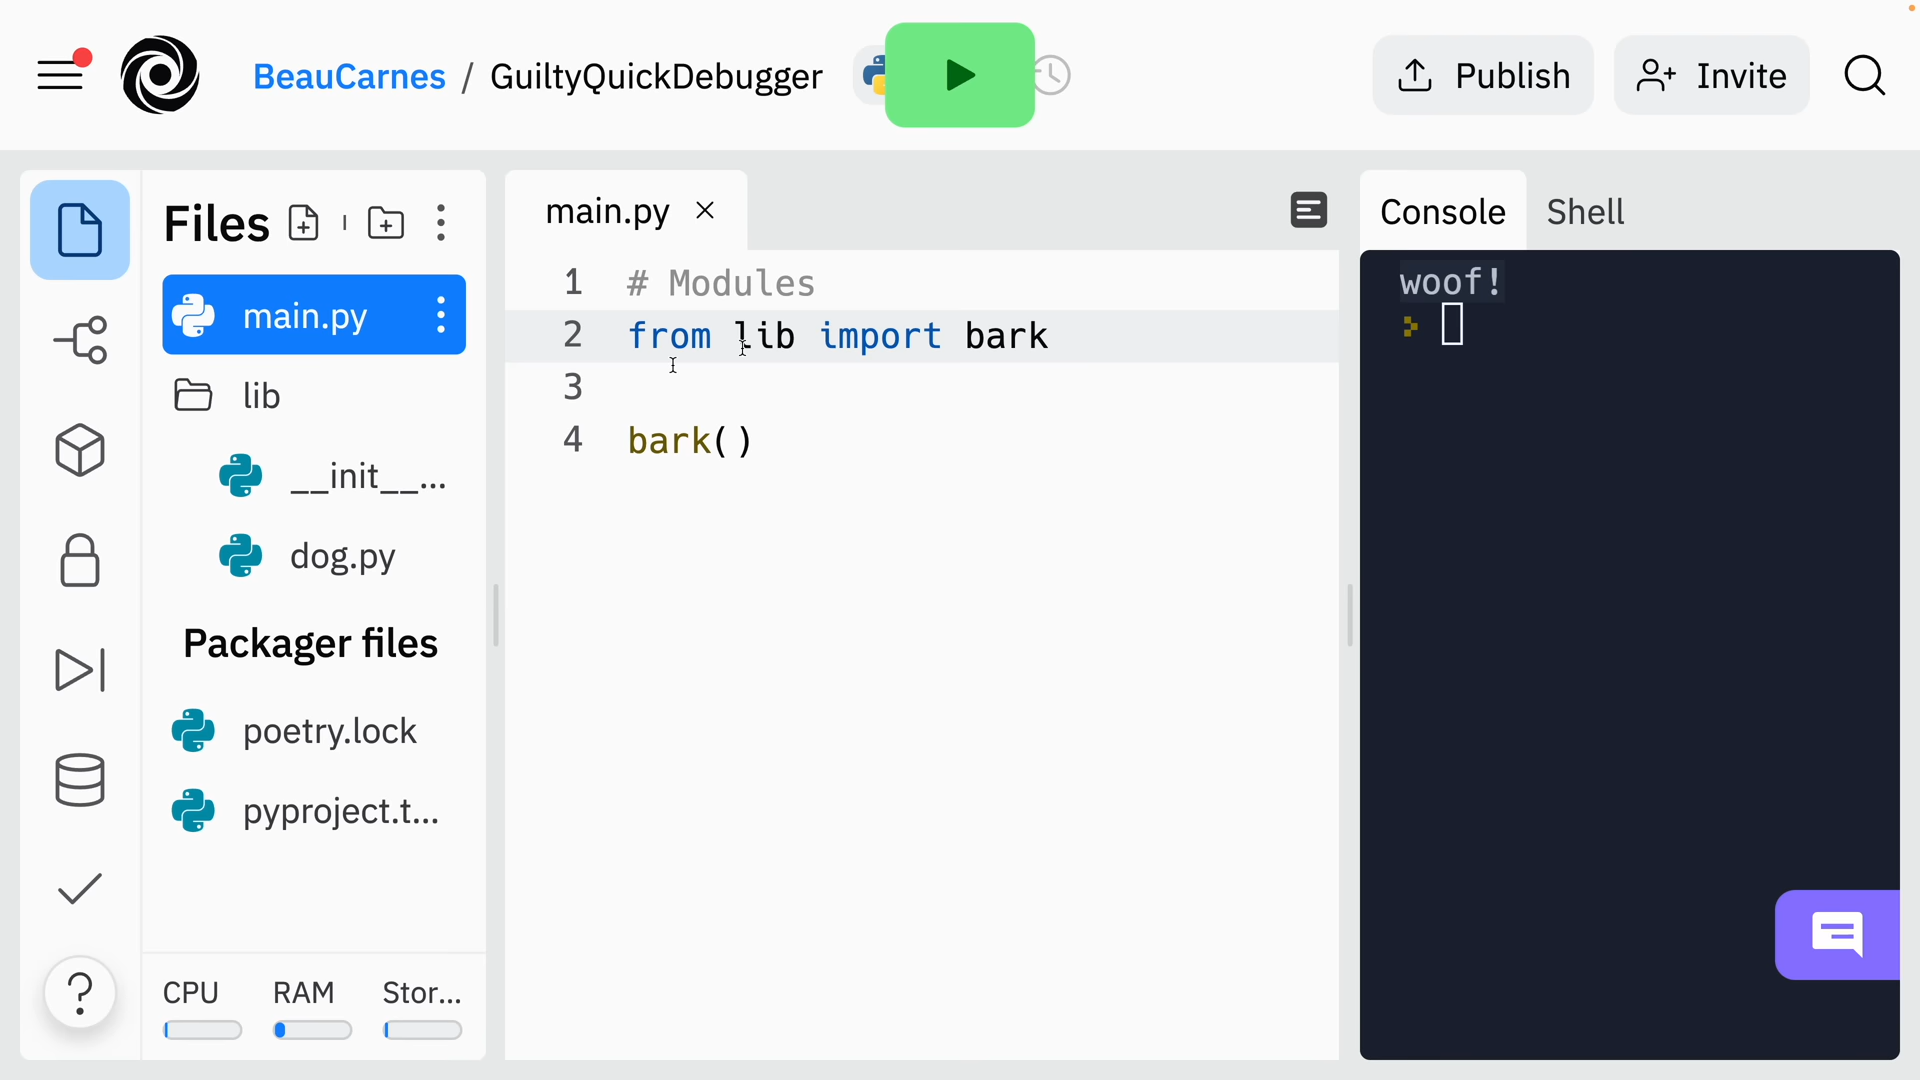 BeauCarnes / GuiltyQuickDebugger
Publish
Invite
Files
main.py
lib
__init__...
dog.py
Packager files
poetry.lock
pyproject.t...
CPU RAM Stor...
main.py
1 # Modules
2 from lib import bark
3
4 bark()
Console Shell
woof!